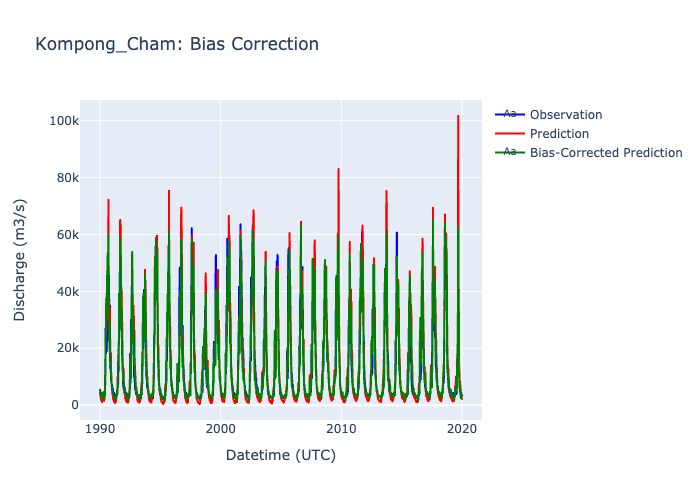 Kompong_Cham: Bias Correction
Discharge (m3/s)
100k
80k
60k
40k
20k
0
1990
2000
2010
2020
Datetime (UTC)
Aa Observation
Prediction
Aa Bias-Corrected Prediction